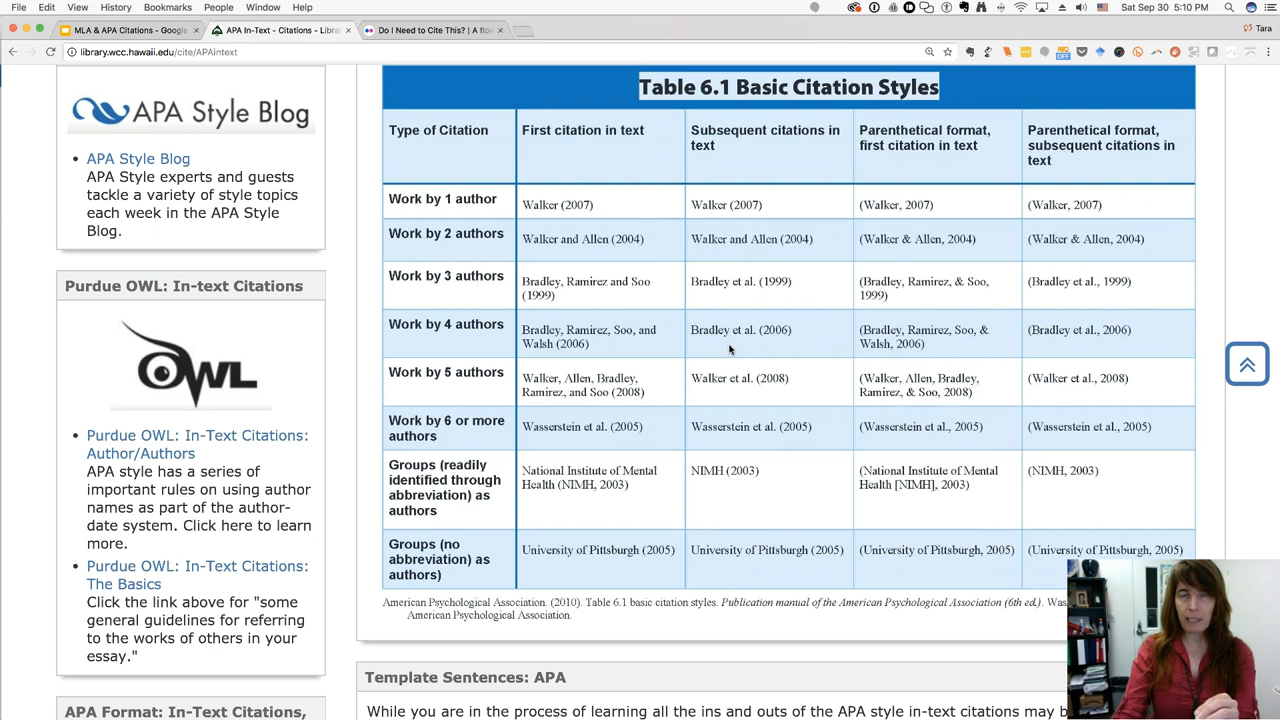 File Edit View History Bookmarks People Window Help
Sat Sep 30 5:10 PM
MLA & APA Citations - Google
APA In-Text - Citations - Libra
Do I Need to Cite This? | A flow
Tara
library.wcc.hawaii.edu/cite/APAintext
OFF
APA Style Blog
• APA Style Blog
APA Style experts and guests
tackle a variety of style topics
each week in the APA Style
Blog.
Purdue OWL: In-text Citations
OWL
• Purdue OWL: In-Text Citations:
Author/Authors
APA style has a series of
important rules on using author
names as part of the author-
date system. Click here to learn
more.
• Purdue OWL: In-Text Citations:
The Basics
Click the link above for "some
general guidelines for referring
to the works of others in your
essay."
APA Format: In-Text Citations,
Table 6.1 Basic Citation Styles
Type of Citation
First citation in text
Subsequent citations in
text
Parenthetical format,
first citation in text
Parenthetical format,
subsequent citations in
text
Work by 1 author
Walker (2007)
Walker (2007)
(Walker, 2007)
(Walker, 2007)
Work by 2 authors
Walker and Allen (2004)
Walker and Allen (2004)
(Walker & Allen, 2004)
(Walker & Allen, 2004)
Work by 3 authors
Bradley, Ramirez and Soo
(1999)
Bradley et al. (1999)
(Bradley, Ramirez, & Soo,
1999)
(Bradley et al., 1999)
Work by 4 authors
Bradley, Ramirez, Soo, and
Walsh (2006)
Bradley et al. (2006)
(Bradley, Ramirez, Soo, &
Walsh, 2006)
(Bradley et al., 2006)
Work by 5 authors
Walker, Allen, Bradley,
Ramirez, and Soo (2008)
Walker et al. (2008)
(Walker, Allen, Bradley,
Ramirez, & Soo, 2008)
(Walker et al., 2008)
Work by 6 or more
authors
Wasserstein et al. (2005)
Wasserstein et al. (2005)
(Wasserstein et al., 2005)
(Wasserstein et al., 2005)
Groups (readily
identified through
abbreviation) as
authors
National Institute of Mental
Health (NIMH, 2003)
NIMH (2003)
(National Institute of Mental
Health [NIMH], 2003)
(NIMH, 2003)
Groups (no
abbreviation) as
authors)
University of Pittsburgh (2005)
University of Pittsburgh (2005)
(University of Pittsburgh, 2005)
(University of Pittsburgh, 2005)
American Psychological Association. (2010). Table 6.1 basic citation styles. Publication manual of the American Psychological Association (6th ed.). Was
American Psychological Association.
Template Sentences: APA
While you are in the process of learning all the ins and outs of the APA style in-text citations may b